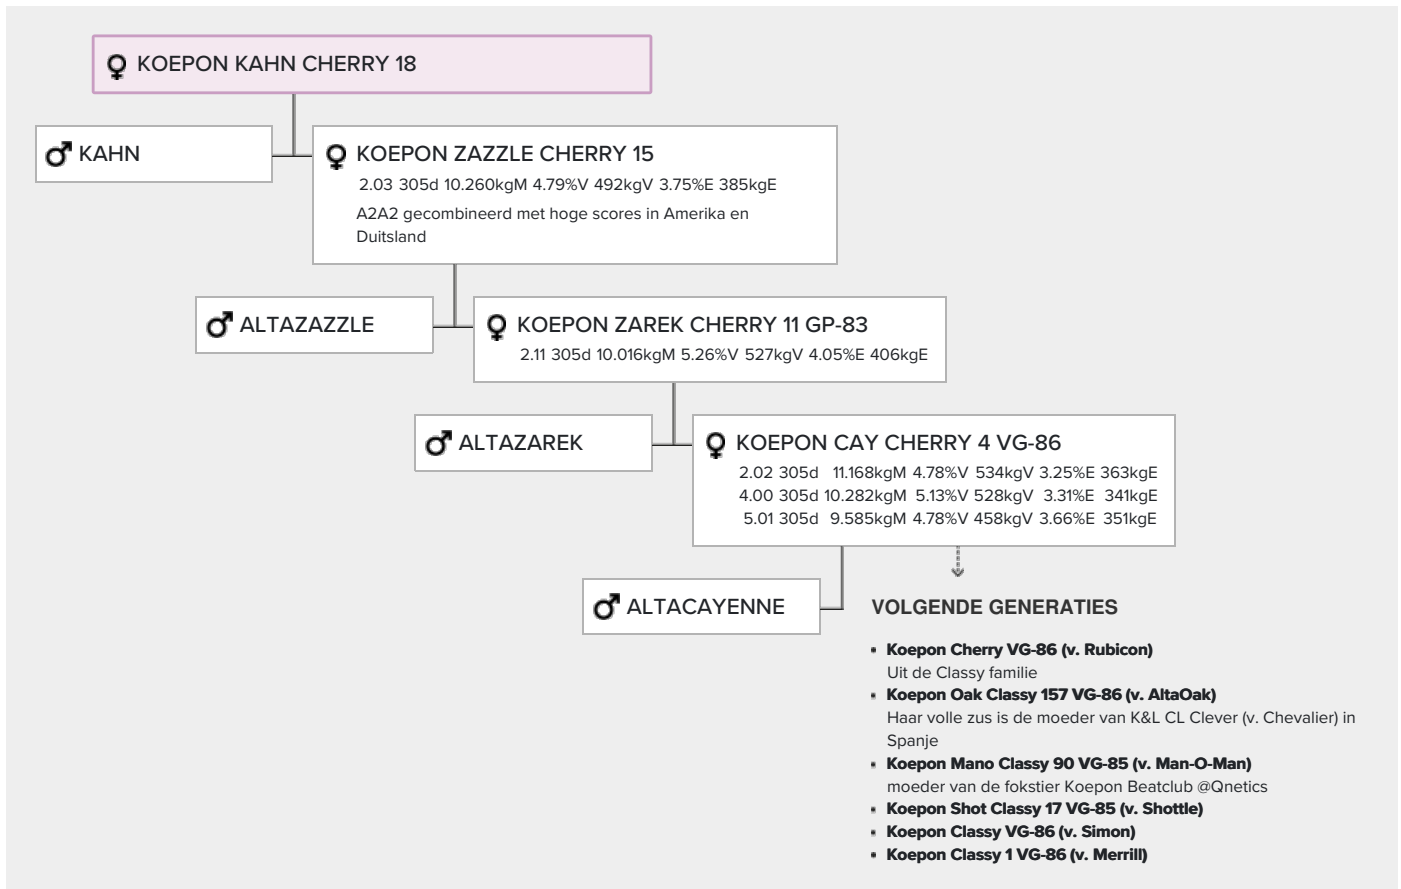 KOEPON KAHN CHERRY 18
KAHN
KOEPON ZAZZLE CHERRY 15
2.03 305d 10.260kgM 4.79%V 492kgV 3.75%E 385kgE
A2A2 gecombineerd met hoge scores in Amerika en
Duitsland
ALTAZAZZLE
KOEPON ZAREK CHERRY 11 GP-83
2.11 305d 10.016kgM 5.26%V 527kgV 4.05%E 406kgE
ALTAZAREK
KOEPON CAY CHERRY 4 VG-86
2.02 305d 11.168kgM 4.78%V 534kgV 3.25%E 363kgE
4.00 305d 10.282kgM 5.13%V 528kgV 3.31%E 341kgE
5.01 305d 9.585kgM 4.78%V 458kgV 3.66%E 351kgE
ALTACAYENNE
VOLGENDE GENERATIES
Koepon Cherry VG-86 (v. Rubicon)
Uit de Classy familie
Koepon Oak Classy 157 VG-86 (v. AltaOak)
Haar volle zus is de moeder van K&L CL Clever (v. Chevalier) in
Spanje
Koepon Mano Classy 90 VG-85 (v. Man-O-Man)
moeder van de fokstier Koepon Beatclub @Qnetics
Koepon Shot Classy 17 VG-85 (v. Shottle)
Koepon Classy VG-86 (v. Simon)
Koepon Classy 1 VG-86 (v. Merrill)